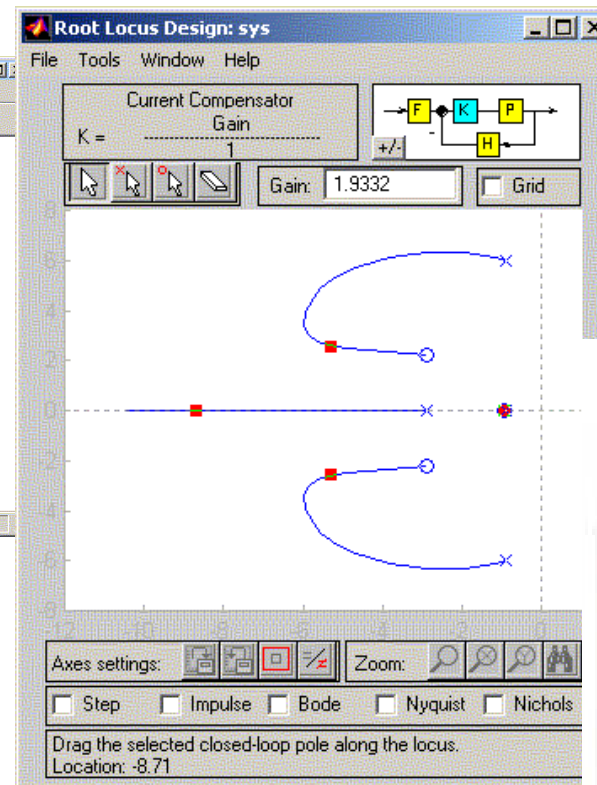 Root Locus Design: sys
File Tools Window Help
Current Compensator
K = Gain
1
F K P
H
+/-
Gain: 1.9332
Grid
8
6
4
2
0
-2
-4
-6
-8
-12 -10 -8 -6 -4 -2 0
Axes settings: Zoom:
Step Impulse Bode Nyquist Nichols
Drag the selected closed-loop pole along the locus.
Location: -8.71